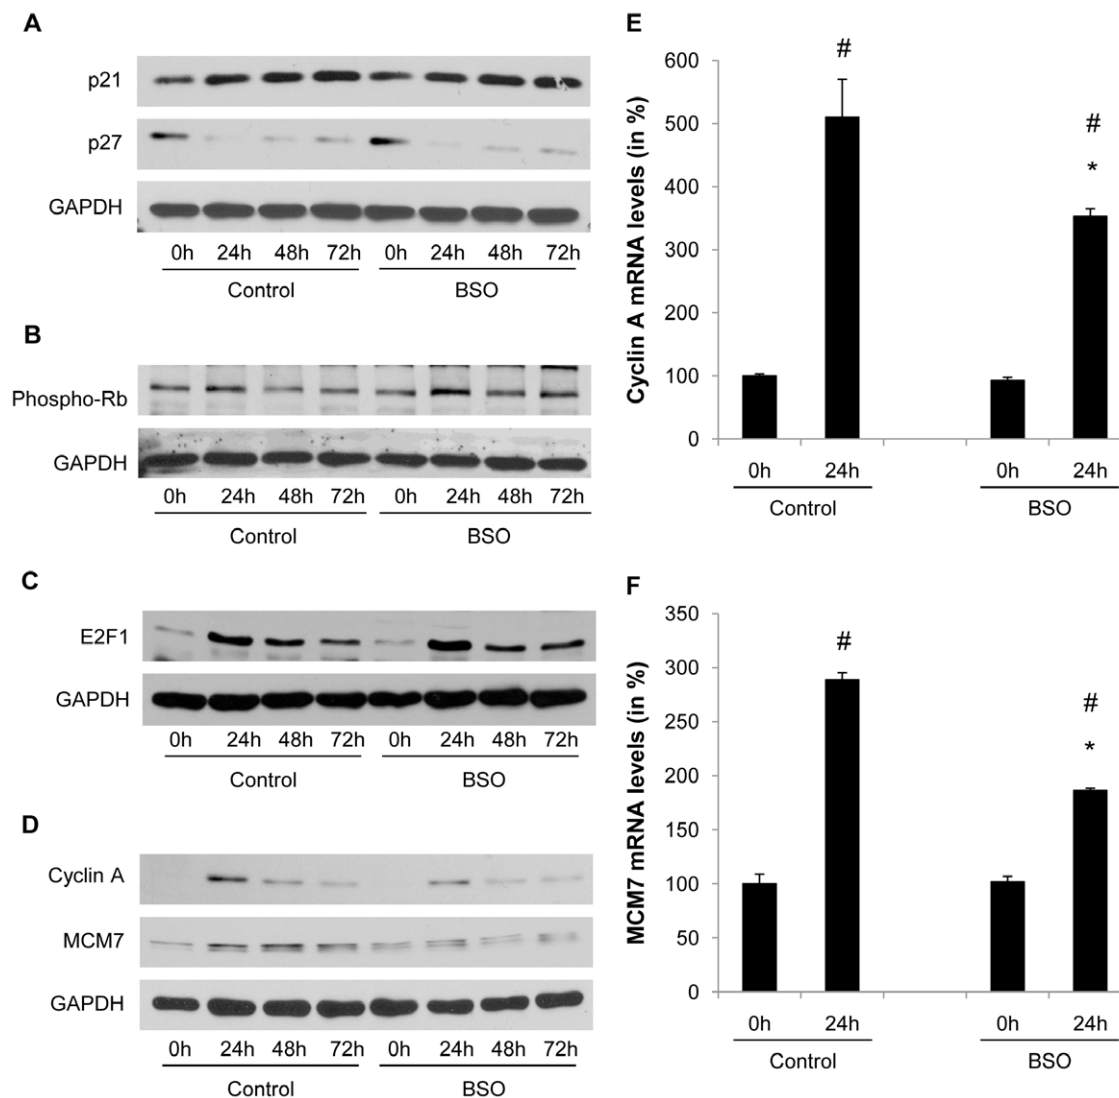 A
p21
p27
GAPDH
0h 24h 48h 72h 0h 24h 48h 72h
Control BSO
B
Phospho-Rb
GAPDH
0h 24h 48h 72h 0h 24h 48h 72h
Control BSO
C
E2F1
GAPDH
0h 24h 48h 72h 0h 24h 48h 72h
Control BSO
D
Cyclin A
MCM7
GAPDH
0h 24h 48h 72h 0h 24h 48h 72h
Control BSO
E
Cyclin A mRNA levels (in %)
600
500
400
300
200
100
0
#
#
*
0h 24h 0h 24h
Control BSO
F
MCM7 mRNA levels (in %)
350
300
250
200
150
100
50
0
#
#
*
0h 24h 0h 24h
Control BSO